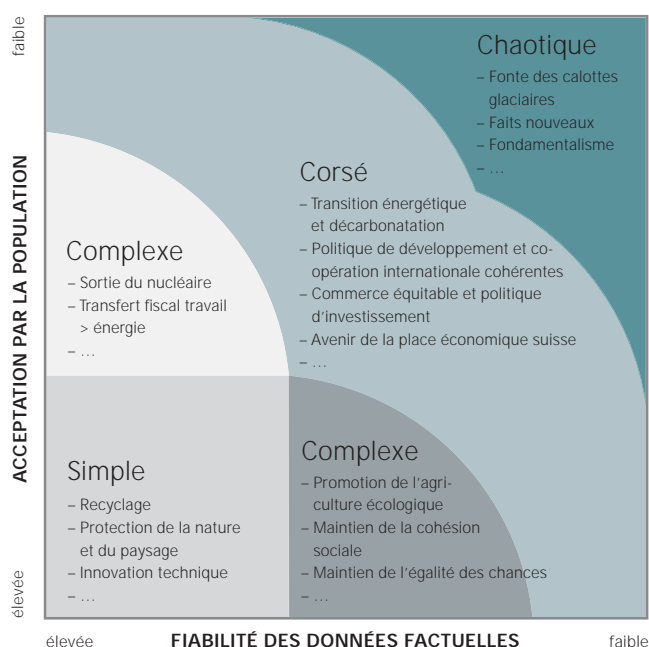 faible
ACCEPTATION PAR LA POPULATION
élevée
Chaotique
– Fonte des calottes
glaciaires
– Faits nouveaux
– Fondamentalisme
– …
Corsé
– Transition énergétique
et décarbonatation
– Politique de développement et co-
opération internationale cohérentes
– Commerce équitable et politique
d’investissement
– Avenir de la place économique suisse
– …
Complexe
– Sortie du nucléaire
– Transfert fiscal travail
> énergie
– …
Simple
– Recyclage
– Protection de la nature
et du paysage
– Innovation technique
– …
Complexe
– Promotion de l’agri-
culture écologique
– Maintien de la cohésion
sociale
– Maintien de l’égalité des chances
– …
élevée
FIABILITÉ DES DONNÉES FACTUELLES
faible